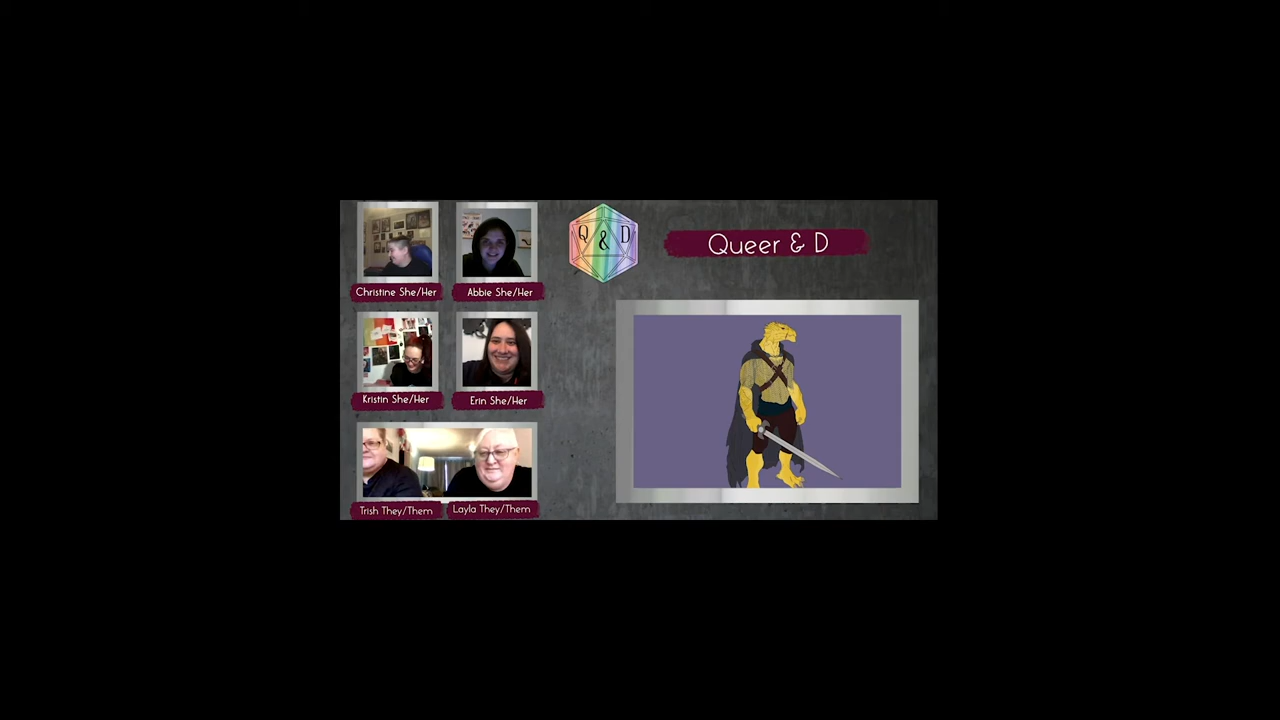 Q & D
Queer & D
Christine She/Her
Abbie She/Her
Kristin She/Her
Erin She/Her
Trish They/Them
Layla They/Them